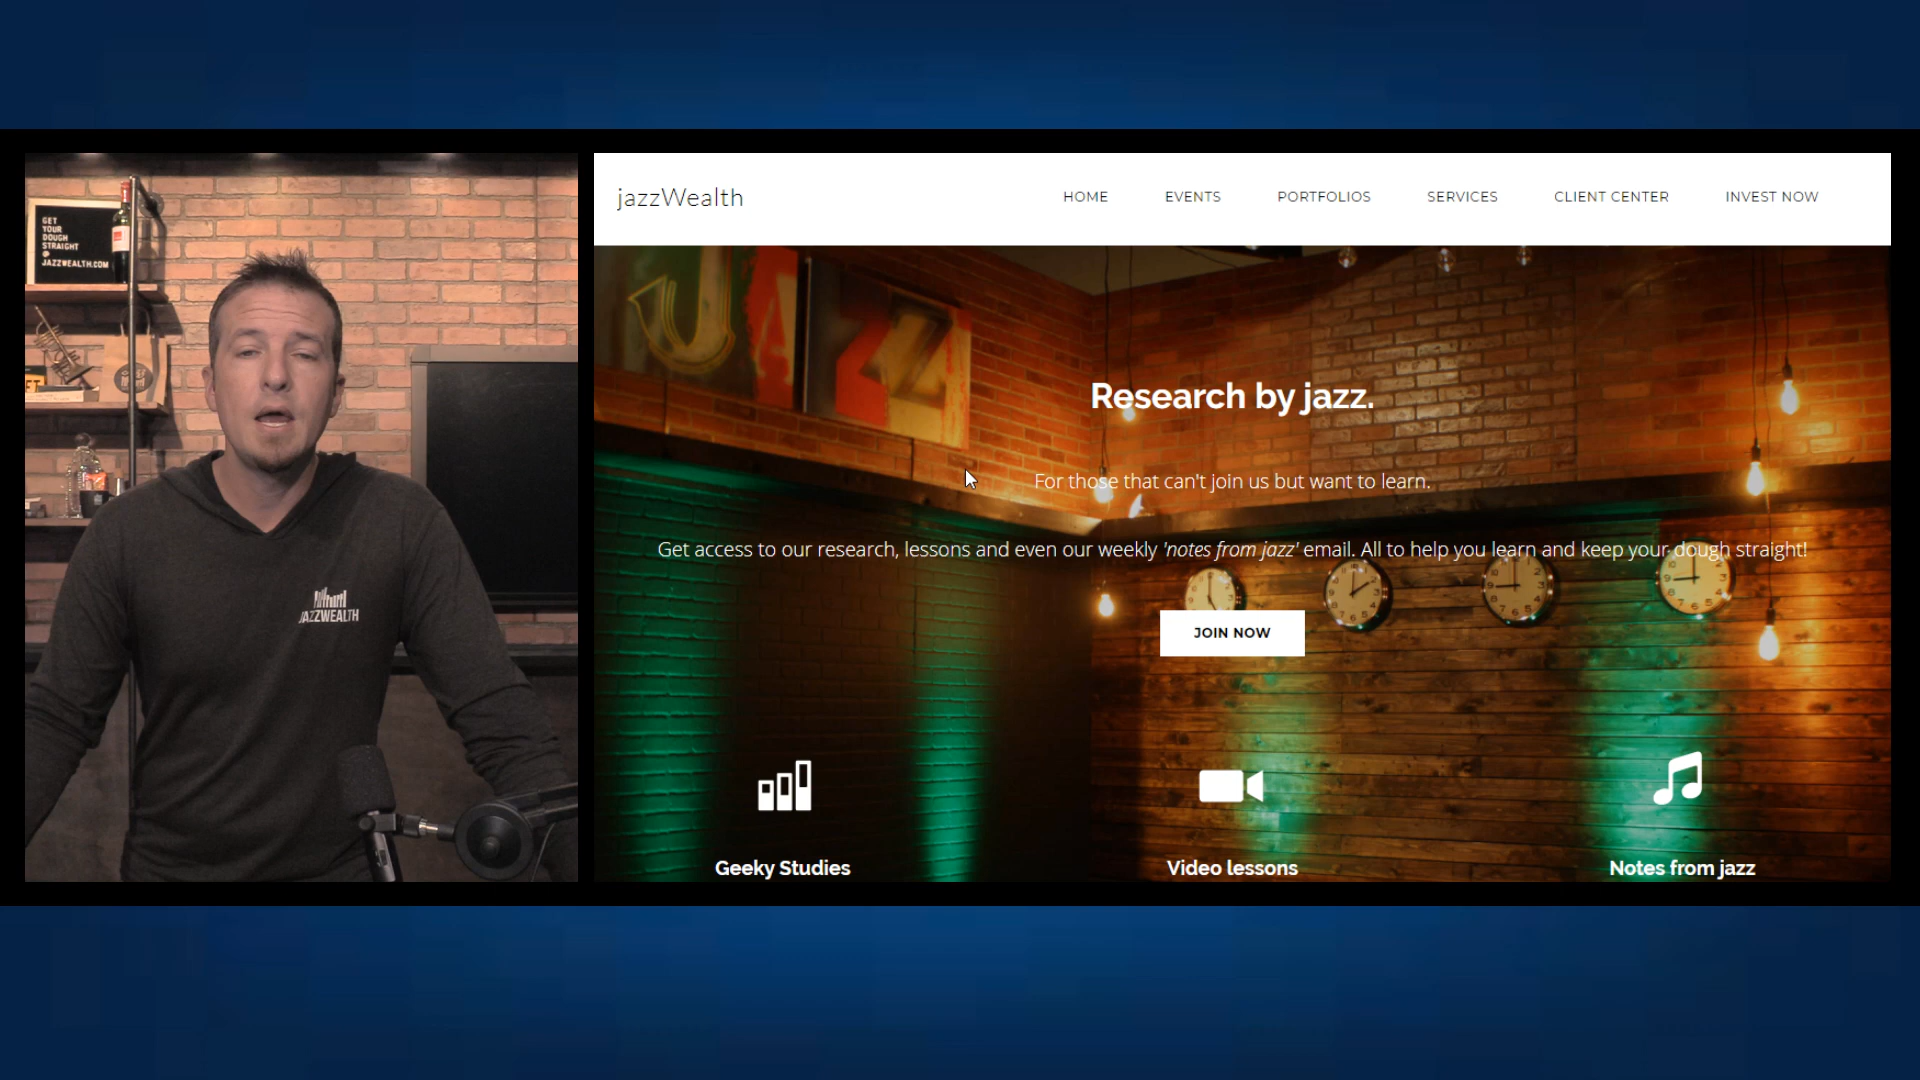 GET
YOUR
DOUGH
STRAIGHT
@
JAZZWEALTH.COM
JAZZWEALTH
jazzWealth
HOME EVENTS PORTFOLIOS SERVICES CLIENT CENTER INVEST NOW
JAZZ
Research by jazz.
For those that can't join us but want to learn.
Get access to our research, lessons and even our weekly 'notes from jazz' email. All to help you learn and keep your dough straight!
JOIN NOW
Geeky Studies Video lessons Notes from jazz